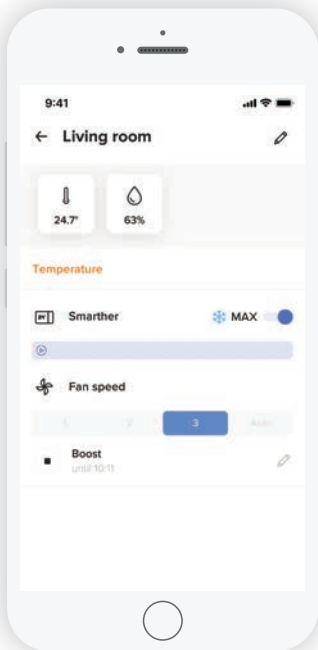 9:41
Living room
24.7°
63%
Temperature
Smarther
MAX
Fan speed
1 2 3 Auto
Boost
until 10:11